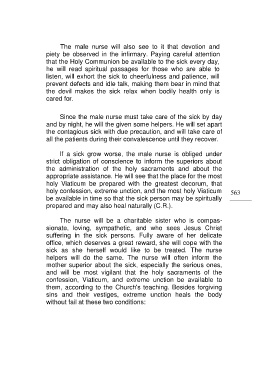 The male nurse will also see to it that devotion and
piety be observed in the infirmary. Paying careful attention
that the Holy Communion be available to the sick every day,
he will read spiritual passages for those who are able to
listen, will exhort the sick to cheerfulness and patience, will
prevent defects and idle talk, making them bear in mind that
the devil makes the sick relax when bodily health only is
cared for.
Since the male nurse must take care of the sick by day
and by night, he will the given some helpers. He will set apart
the contagious sick with due precaution, and will take care of
all the patients during their convalescence until they recover.
If a sick grow worse, the male nurse is obliged under
strict obligation of conscience to inform the superiors about
the administration of the holy sacraments and about the
appropriate assistance. He will see that the place for the most
holy Viaticum be prepared with the greatest decorum, that
holy confession, extreme unction, and the most holy Viaticum
be available in time so that the sick person may be spiritually
prepared and may also heal naturally (C.R.).
563
The nurse will be a charitable sister who is compas-
sionate, loving, sympathetic, and who sees Jesus Christ
suffering in the sick persons. Fully aware of her delicate
office, which deserves a great reward, she will cope with the
sick as she herself would like to be treated. The nurse
helpers will do the same. The nurse will often inform the
mother superior about the sick, especially the serious ones,
and will be most vigilant that the holy sacraments of the
confession, Viaticum, and extreme unction be available to
them, according to the Church's teaching. Besides forgiving
sins and their vestiges, extreme unction heals the body
without fail at these two conditions: